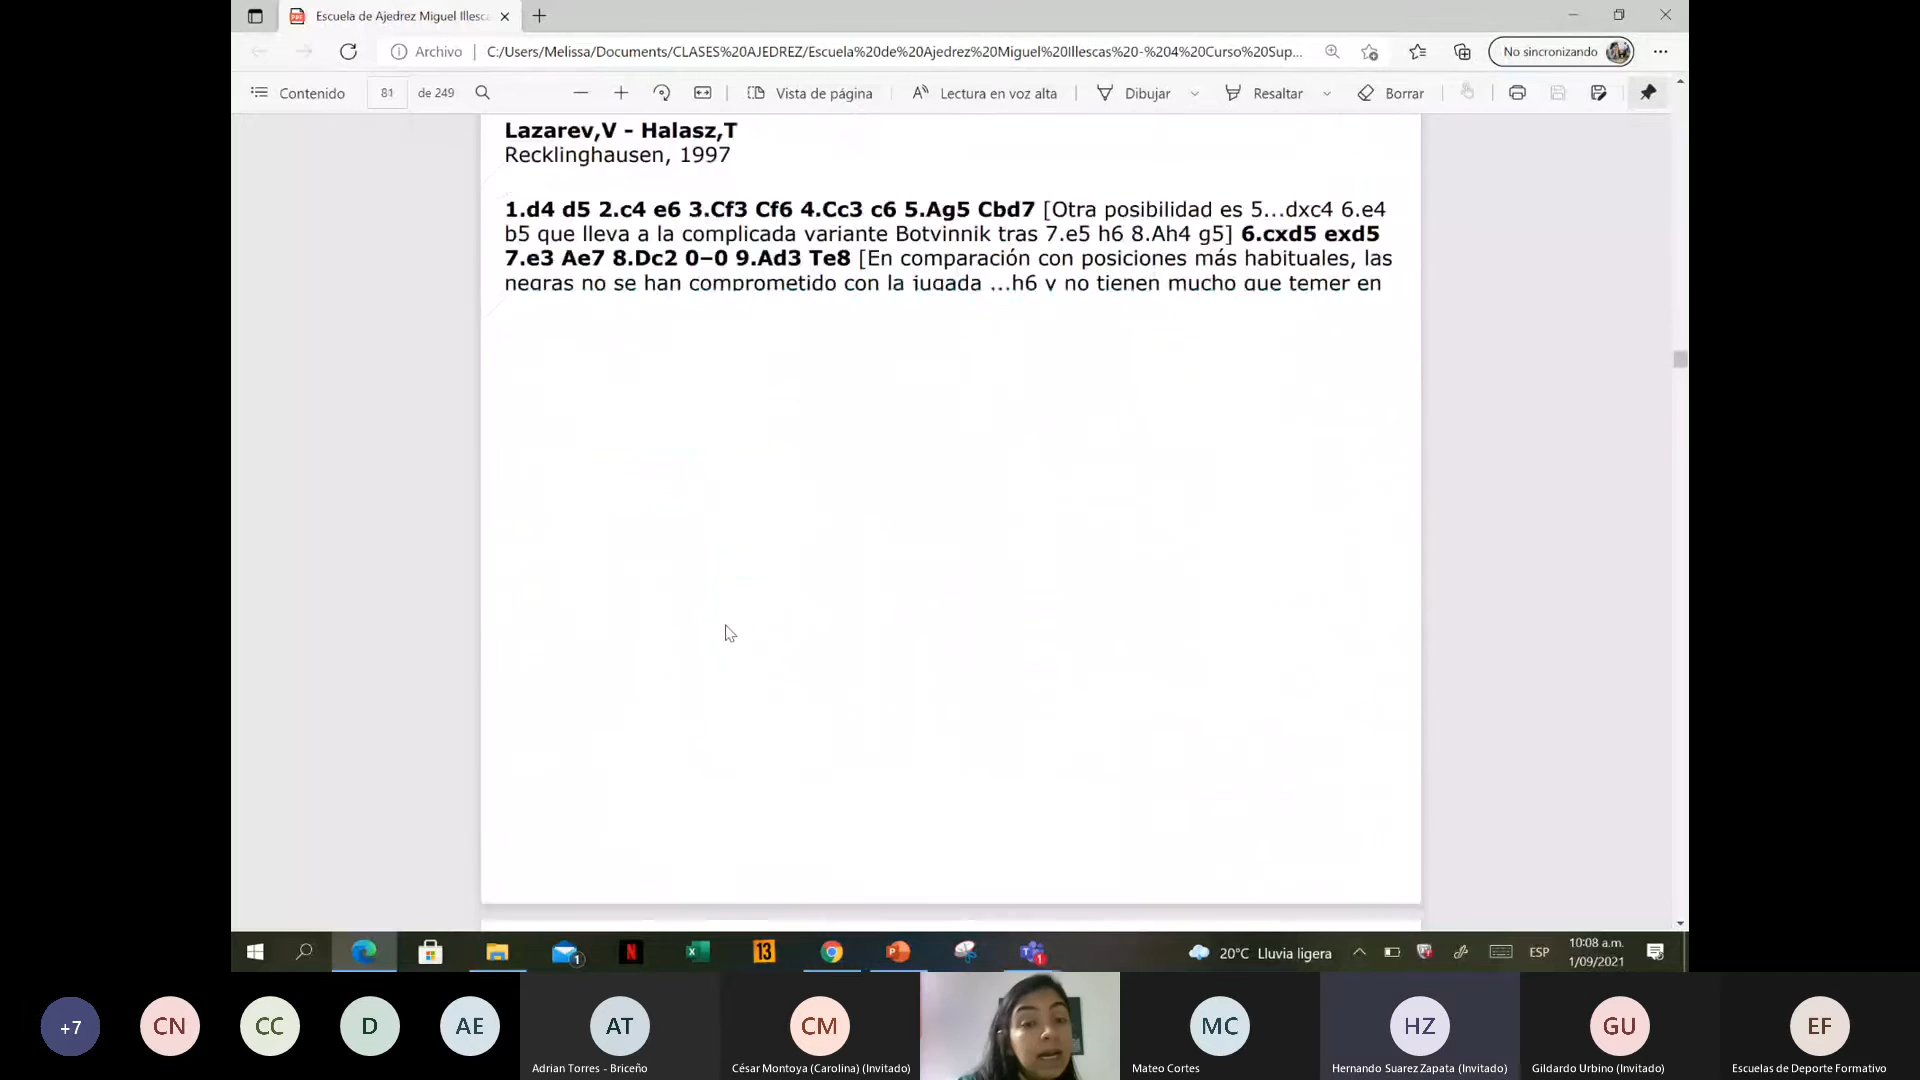 Escuela de Ajedrez Miguel Illesca
Archivo
C:/Users/Melissa/Documents/CLASES%20AJEDREZ/Escuela%20de%20Ajedrez%20Miguel%20Illescas%20-%204%20Curso%20Sup...
No sincronizando
Contenido
81
de 249
Vista de página
Lectura en voz alta
Dibujar
Resaltar
Borrar
Lazarev,V - Halasz,T
Recklinghausen, 1997
1.d4 d5 2.c4 e6 3.Cf3 Cf6 4.Cc3 c6 5.Ag5 Cbd7 [Otra posibilidad es 5...dxc4 6.e4
b5 que lleva a la complicada variante Botvinnik tras 7.e5 h6 8.Ah4 g5] 6.cxd5 exd5
7.e3 Ae7 8.Dc2 0–0 9.Ad3 Te8 [En comparación con posiciones más habituales, las
negras no se han comprometido con la jugada ...h6 y no tienen mucho que temer en
1
N
13
1
20°C Lluvia ligera
ESP
10:08 a.m.
1/09/2021
+7
CN
CC
D
AE
AT
Adrian Torres - Briceño
CM
César Montoya (Carolina) (Invitado)
MC
Mateo Cortes
HZ
Hernando Suarez Zapata (Invitado)
GU
Gildardo Urbino (Invitado)
EF
Escuelas de Deporte Formativo